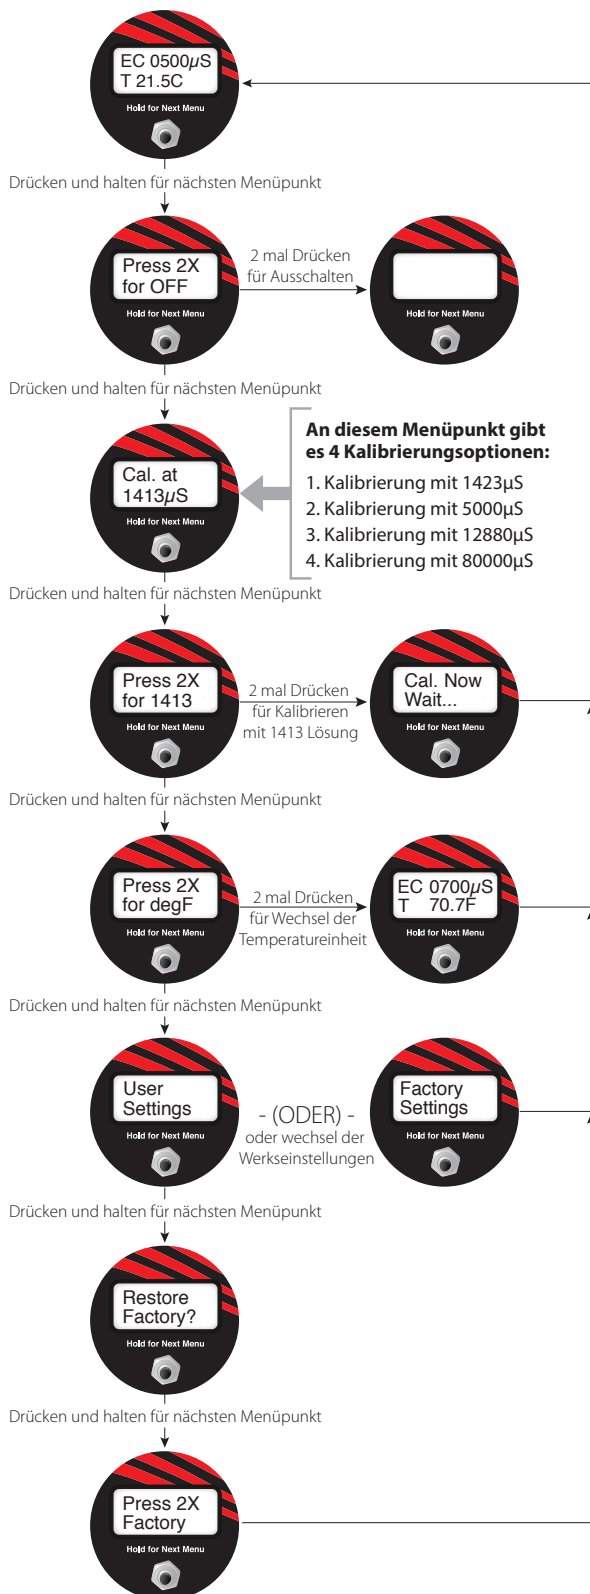 EC 0500µS
T 21.5C
Hold for Next Menu
Drücken und halten für nächsten Menüpunkt
Press 2X
for OFF
Hold for Next Menu
2 mal Drücken
für Ausschalten
Hold for Next Menu
Drücken und halten für nächsten Menüpunkt
Cal. at
1413µS
Hold for Next Menu
An diesem Menüpunkt gibt
es 4 Kalibrierungsoptionen:
1. Kalibrierung mit 1423µS
2. Kalibrierung mit 5000µS
3. Kalibrierung mit 12880µS
4. Kalibrierung mit 80000µS
Drücken und halten für nächsten Menüpunkt
Press 2X
for 1413
Hold for Next Menu
2 mal Drücken
für Kalibrieren
mit 1413 Lösung
Cal. Now
Wait...
Hold for Next Menu
Drücken und halten für nächsten Menüpunkt
Press 2X
for degF
Hold for Next Menu
2 mal Drücken
für Wechsel der
Temperatureinheit
EC 0700µS
T 70.7F
Hold for Next Menu
Drücken und halten für nächsten Menüpunkt
User
Settings
Hold for Next Menu
- (ODER) -
oder wechsel der
Werkseinstellungen
Factory
Settings
Hold for Next Menu
Drücken und halten für nächsten Menüpunkt
Restore
Factory?
Hold for Next Menu
Drücken und halten für nächsten Menüpunkt
Press 2X
Factory
Hold for Next Menu